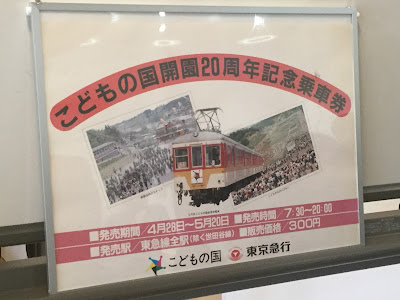 こどもの国開園20周年記念乗車券
■発売期間/4月28日～5月20日 ■発売時間/7:30～20:00
■発売駅/東急線全駅(除く世田谷線) ■販売価格/300円
こどもの国 東京急行